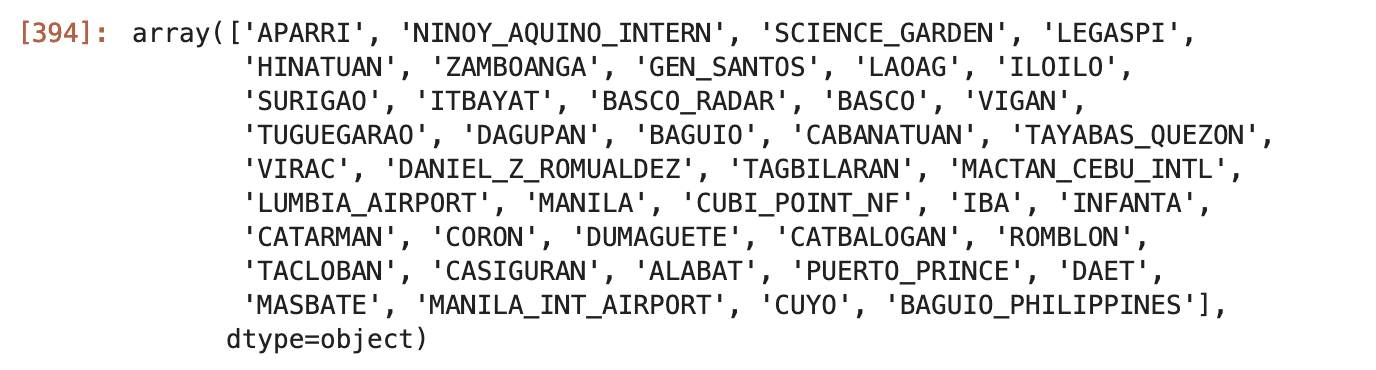 [394]: array(['APARRI', 'NINOY_AQUINO_INTERN', 'SCIENCE_GARDEN', 'LEGASPI',
'HINATUAN', 'ZAMBOANGA', 'GEN_SANTOS', 'LAOAG', 'ILOILO',
'SURIGAO', 'ITBAYAT', 'BASCO_RADAR', 'BASCO', 'VIGAN',
'TUGUEGARAO', 'DAGUPAN', 'BAGUIO', 'CABANATUAN', 'TAYABAS_QUEZON',
'VIRAC', 'DANIEL_Z_ROMUALDEZ', 'TAGBILARAN', 'MACTAN_CEBU_INTL',
'LUMBIA_AIRPORT', 'MANILA', 'CUBI_POINT_NF', 'IBA', 'INFANTA',
'CATARMAN', 'CORON', 'DUMAGUETE', 'CATBALOGAN', 'ROMBLON',
'TACLOBAN', 'CASIGURAN', 'ALABAT', 'PUERTO_PRINCE', 'DAET',
'MASBATE', 'MANILA_INT_AIRPORT', 'CUYO', 'BAGUIO_PHILIPPINES'],
dtype=object)